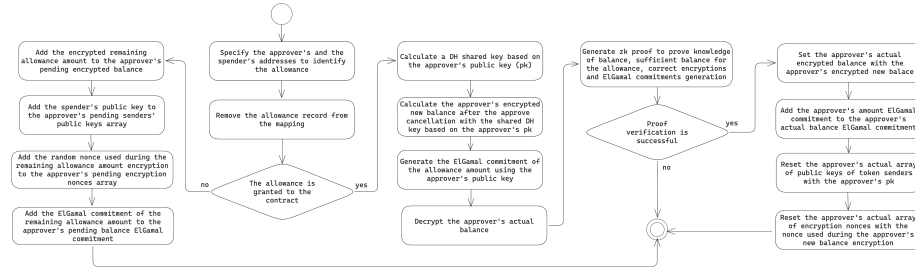 Add the encrypted remaining
allowance amount to the approver's
pending encrypted balance
Add the spender's public key to
the approver's pending senders'
public keys array
Add the random nonce used during the
remaining allowance amount encryption
to the approver's pending encryption
nonces array
Add the ElGamal commitment of the
remaining allowance amount to the
approver's pending balance ElGamal
commitment
Specify the approver's and the
spender's addresses to identify
the allowance
Remove the allowance record from
the mapping
no
The allowance is
granted to the
contract
yes
Calculate a DH shared key based on
the approver's public key (pk)
Calculate the approver's encrypted
new balance after the approve
cancellation with the shared DH
key based on the approver's pk
Generate the ElGamal commitment of
the allowance amount using the
approver's public key
Decrypt the approver's actual
balance
Generate zk proof to prove knowledge
of balance, sufficient balance for
the allowance, correct encryptions
and ElGamal commitments generation
Proof
verification is
successful
yes
no
Set the approver's actual
encrypted balance with the
approver's encrypted new balance
Add the approver's amount ElGamal
commitment to the approver's
actual balance ElGamal commitment
Reset the approver's actual array
of public keys of token senders
with the approver's pk
Reset the approver's actual array
of encryption nonces with the
nonce used during the approver's
new balance encryption